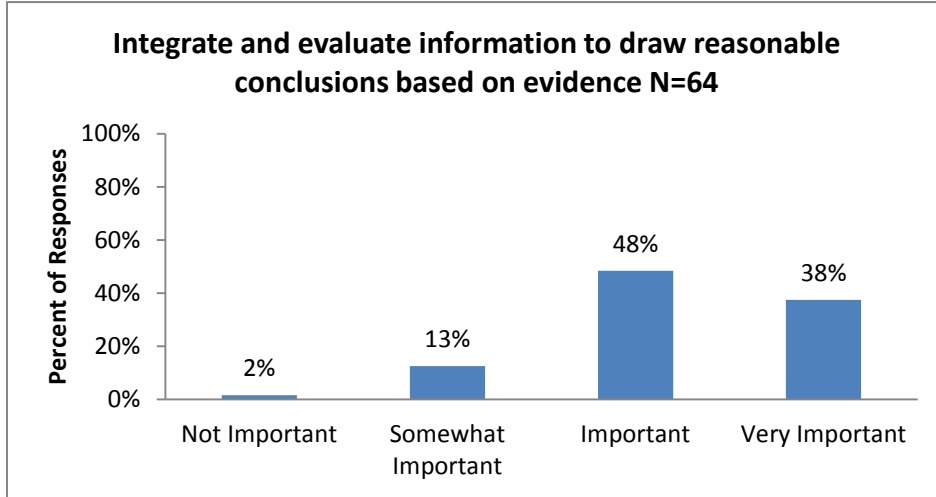 Integrate and evaluate information to draw reasonable
conclusions based on evidence N=64
Percent of Responses
100%
80%
60%
40%
20%
0%
2%
13%
48%
38%
Not Important
Somewhat
Important
Important
Very Important